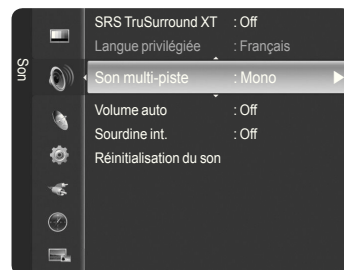 Son
SRS TruSurround XT : Off
Langue privilégiée : Français
Son multi-piste : Mono
Volume auto : Off
Sourdine int. : Off
Réinitialisation du son